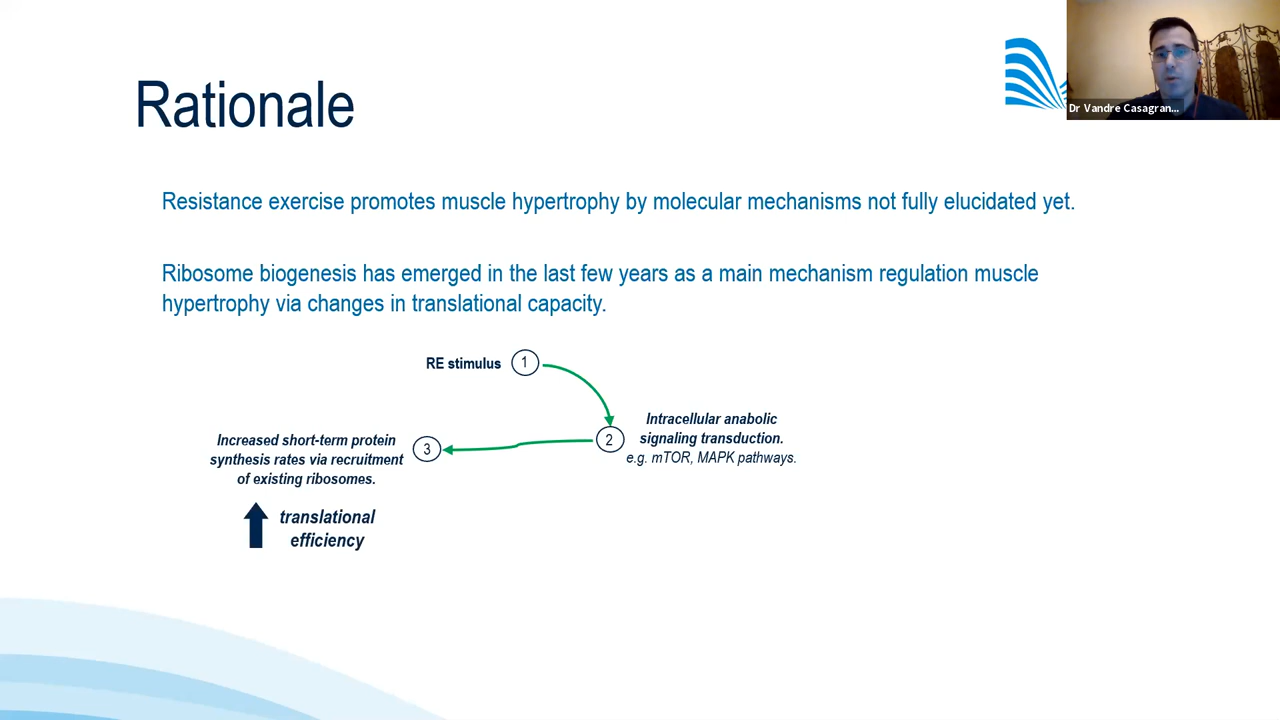 Rationale
Dr Vandre Casagran...
Resistance exercise promotes muscle hypertrophy by molecular mechanisms not fully elucidated yet.
Ribosome biogenesis has emerged in the last few years as a main mechanism regulation muscle
hypertrophy via changes in translational capacity.
RE stimulus
1
2
Intracellular anabolic
signaling transduction.
e.g. mTOR, MAPK pathways.
3
Increased short-term protein
synthesis rates via recruitment
of existing ribosomes.
translational
efficiency